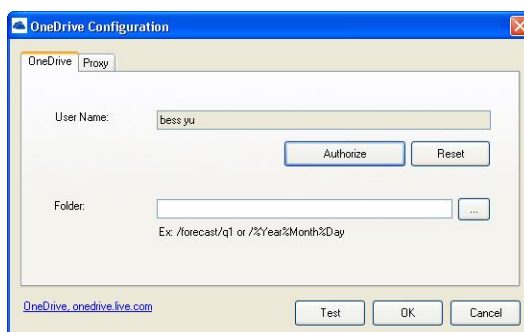 OneDrive Configuration
OneDrive Proxy
User Name: bess yu
Authorize Reset
Folder: ...
Ex: /forecast/q1 or /%Year%Month%Day
OneDrive, onedrive.live.com Test OK Cancel